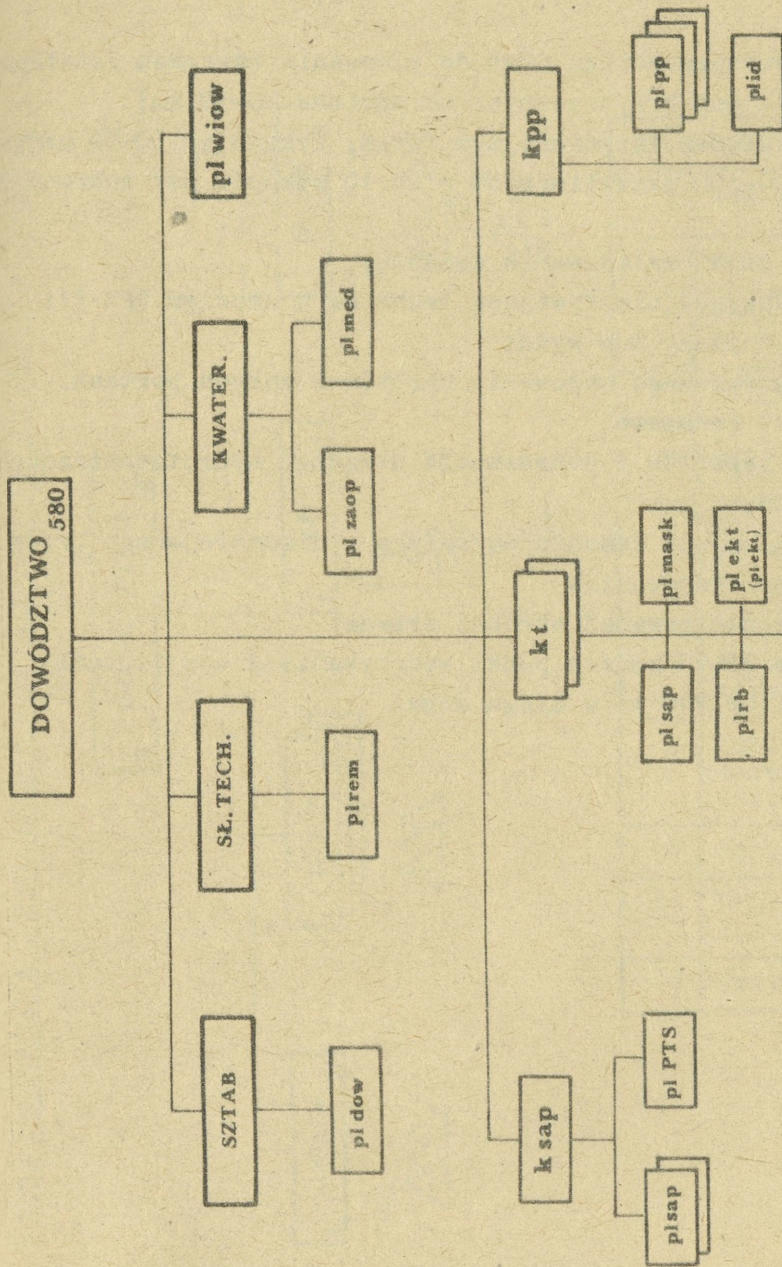 DOWÓDZTWO
580
SZTAB
SŁ. TECH.
KWATER.
pl wiow
pl dow
pl rem
pl zaop
pl med
k sap
k t
kpp
pl sap
pl PTS
pl sap
pl mask
pl rb
pl ekt
(pl ekt)
pl pp
pl id